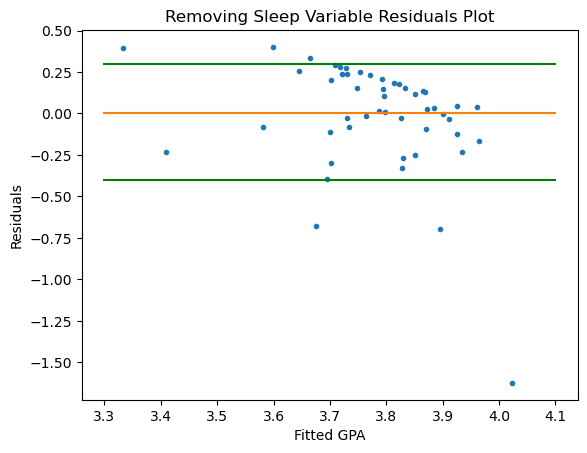 Removing Sleep Variable Residuals Plot
0.50
0.25
0.00
−0.25
−0.50
−0.75
−1.00
−1.25
−1.50
Residuals
3.3 3.4 3.5 3.6 3.7 3.8 3.9 4.0 4.1
Fitted GPA